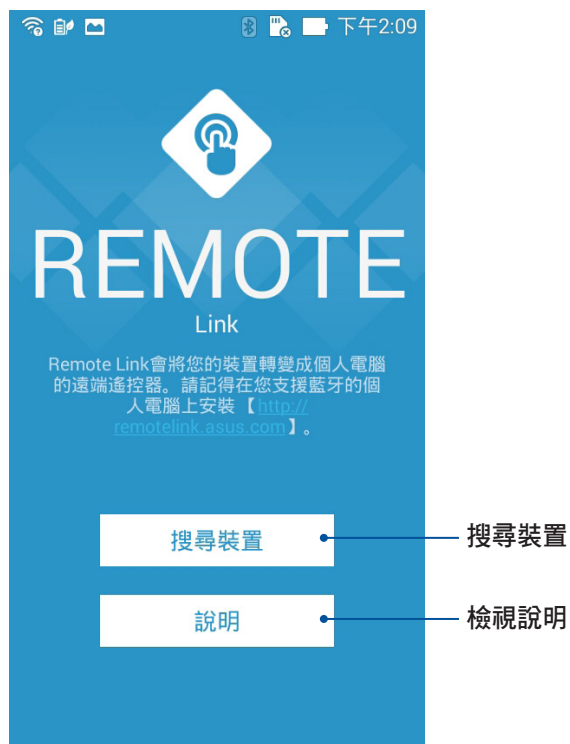 下午2:09
REMOTE
Link
Remote Link會將您的裝置轉變成個人電腦
的遠端遙控器。請記得在您支援藍牙的個
人電腦上安裝【http://
remotelink.asus.com】。
搜尋裝置
搜尋裝置
說明
檢視說明